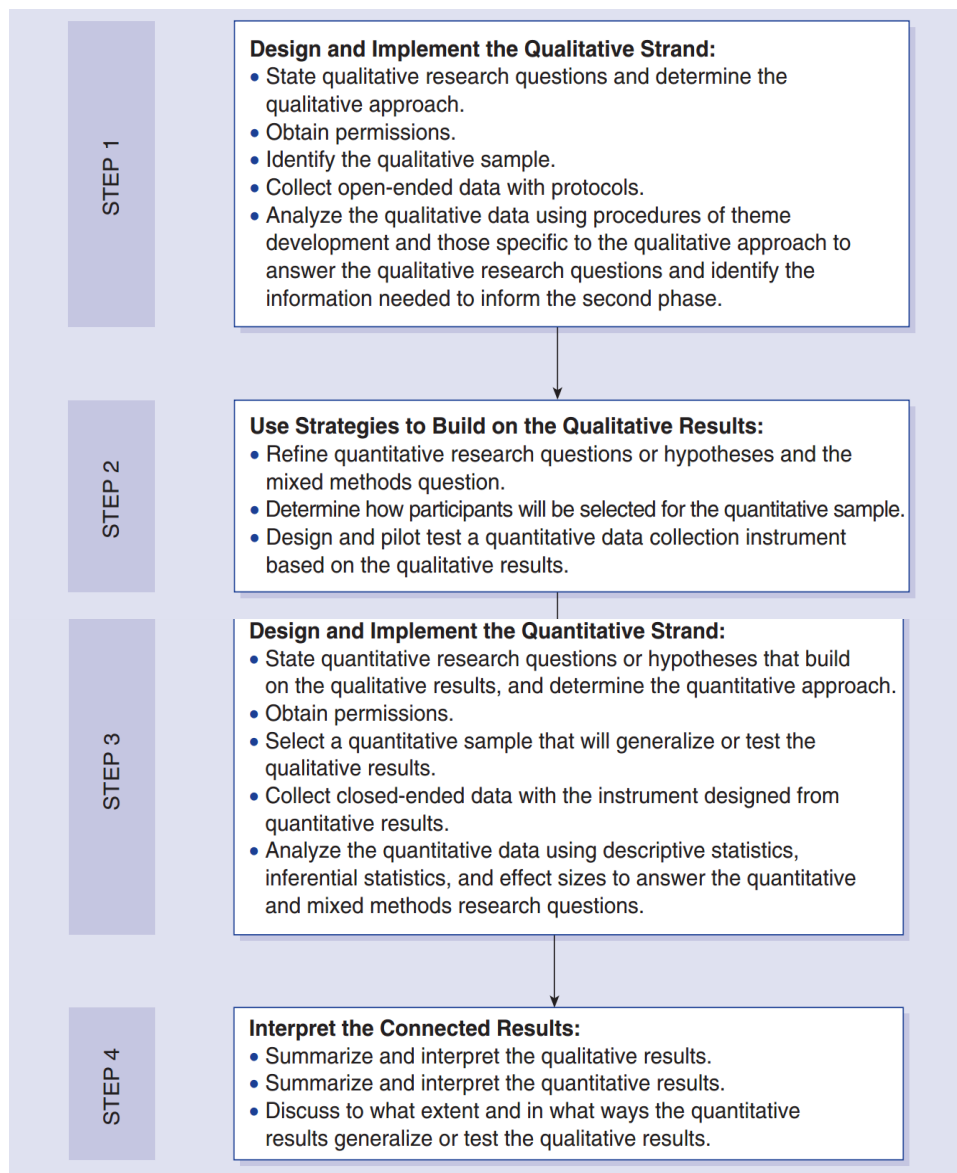 STEP 1
Design and Implement the Qualitative Strand:
• State qualitative research questions and determine the
qualitative approach.
• Obtain permissions.
• Identify the qualitative sample.
• Collect open-ended data with protocols.
• Analyze the qualitative data using procedures of theme
development and those specific to the qualitative approach to
answer the qualitative research questions and identify the
information needed to inform the second phase.
STEP 2
Use Strategies to Build on the Qualitative Results:
• Refine quantitative research questions or hypotheses and the
mixed methods question.
• Determine how participants will be selected for the quantitative sample.
• Design and pilot test a quantitative data collection instrument
based on the qualitative results.
STEP 3
Design and Implement the Quantitative Strand:
• State quantitative research questions or hypotheses that build
on the qualitative results, and determine the quantitative approach.
• Obtain permissions.
• Select a quantitative sample that will generalize or test the
qualitative results.
• Collect closed-ended data with the instrument designed from
quantitative results.
• Analyze the quantitative data using descriptive statistics,
inferential statistics, and effect sizes to answer the quantitative
and mixed methods research questions.
STEP 4
Interpret the Connected Results:
• Summarize and interpret the qualitative results.
• Summarize and interpret the quantitative results.
• Discuss to what extent and in what ways the quantitative
results generalize or test the qualitative results.